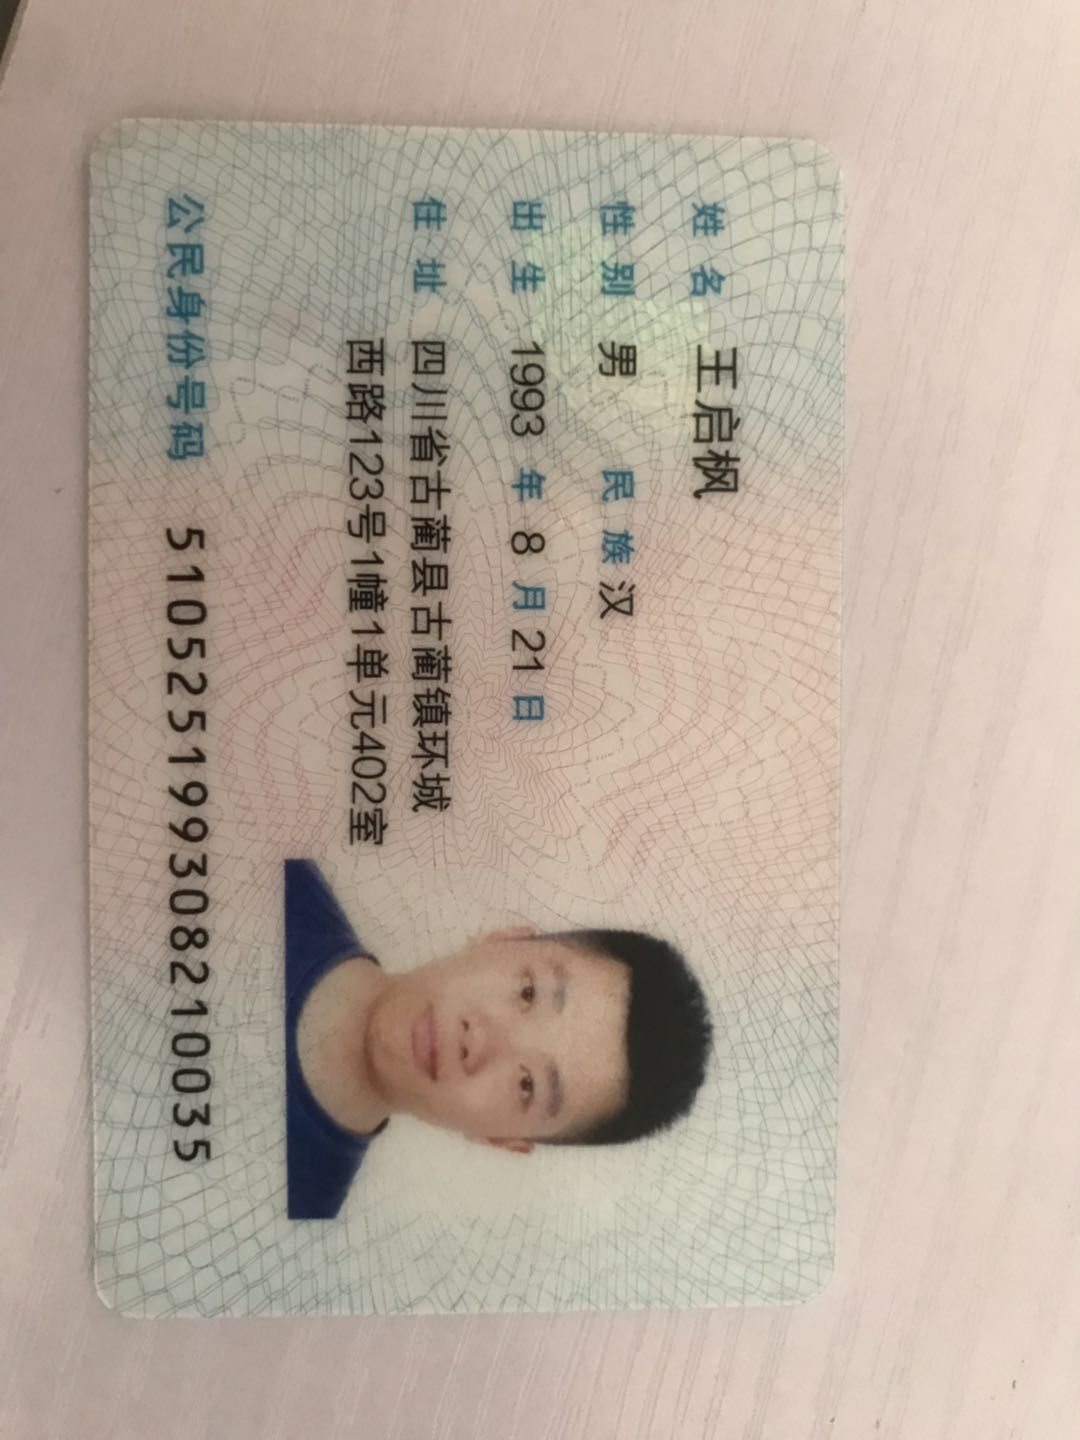 姓名 王启枫
性别 男 民族 汉
出生 1993 年 8 月 21 日
住址 四川省古蔺县古蔺镇环城
西路123号1幢1单元402室
公民身份号码 510525199308210035